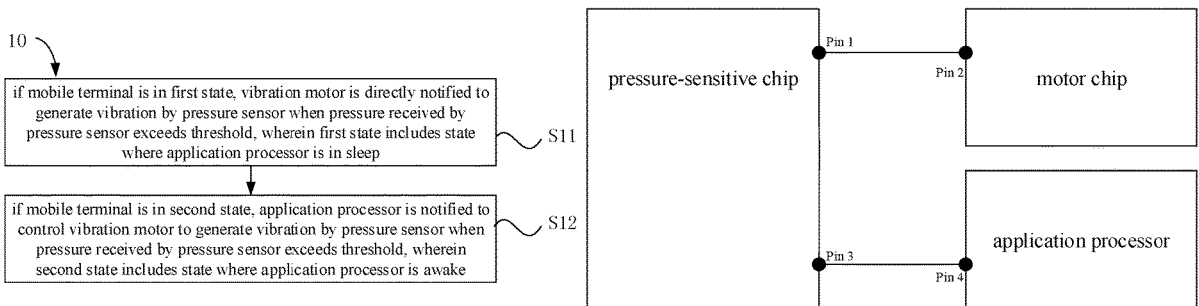 10
if mobile terminal is in first state, vibration motor is directly notified to
generate vibration by pressure sensor when pressure received by
pressure sensor exceeds threshold, wherein first state includes state
where application processor is in sleep
S11
if mobile terminal is in second state, application processor is notified to
control vibration motor to generate vibration by pressure sensor when
pressure received by pressure sensor exceeds threshold, wherein
second state includes state where application processor is awake
S12
pressure-sensitive chip
Pin 1
Pin 2
motor chip
Pin 3
Pin 4
application processor